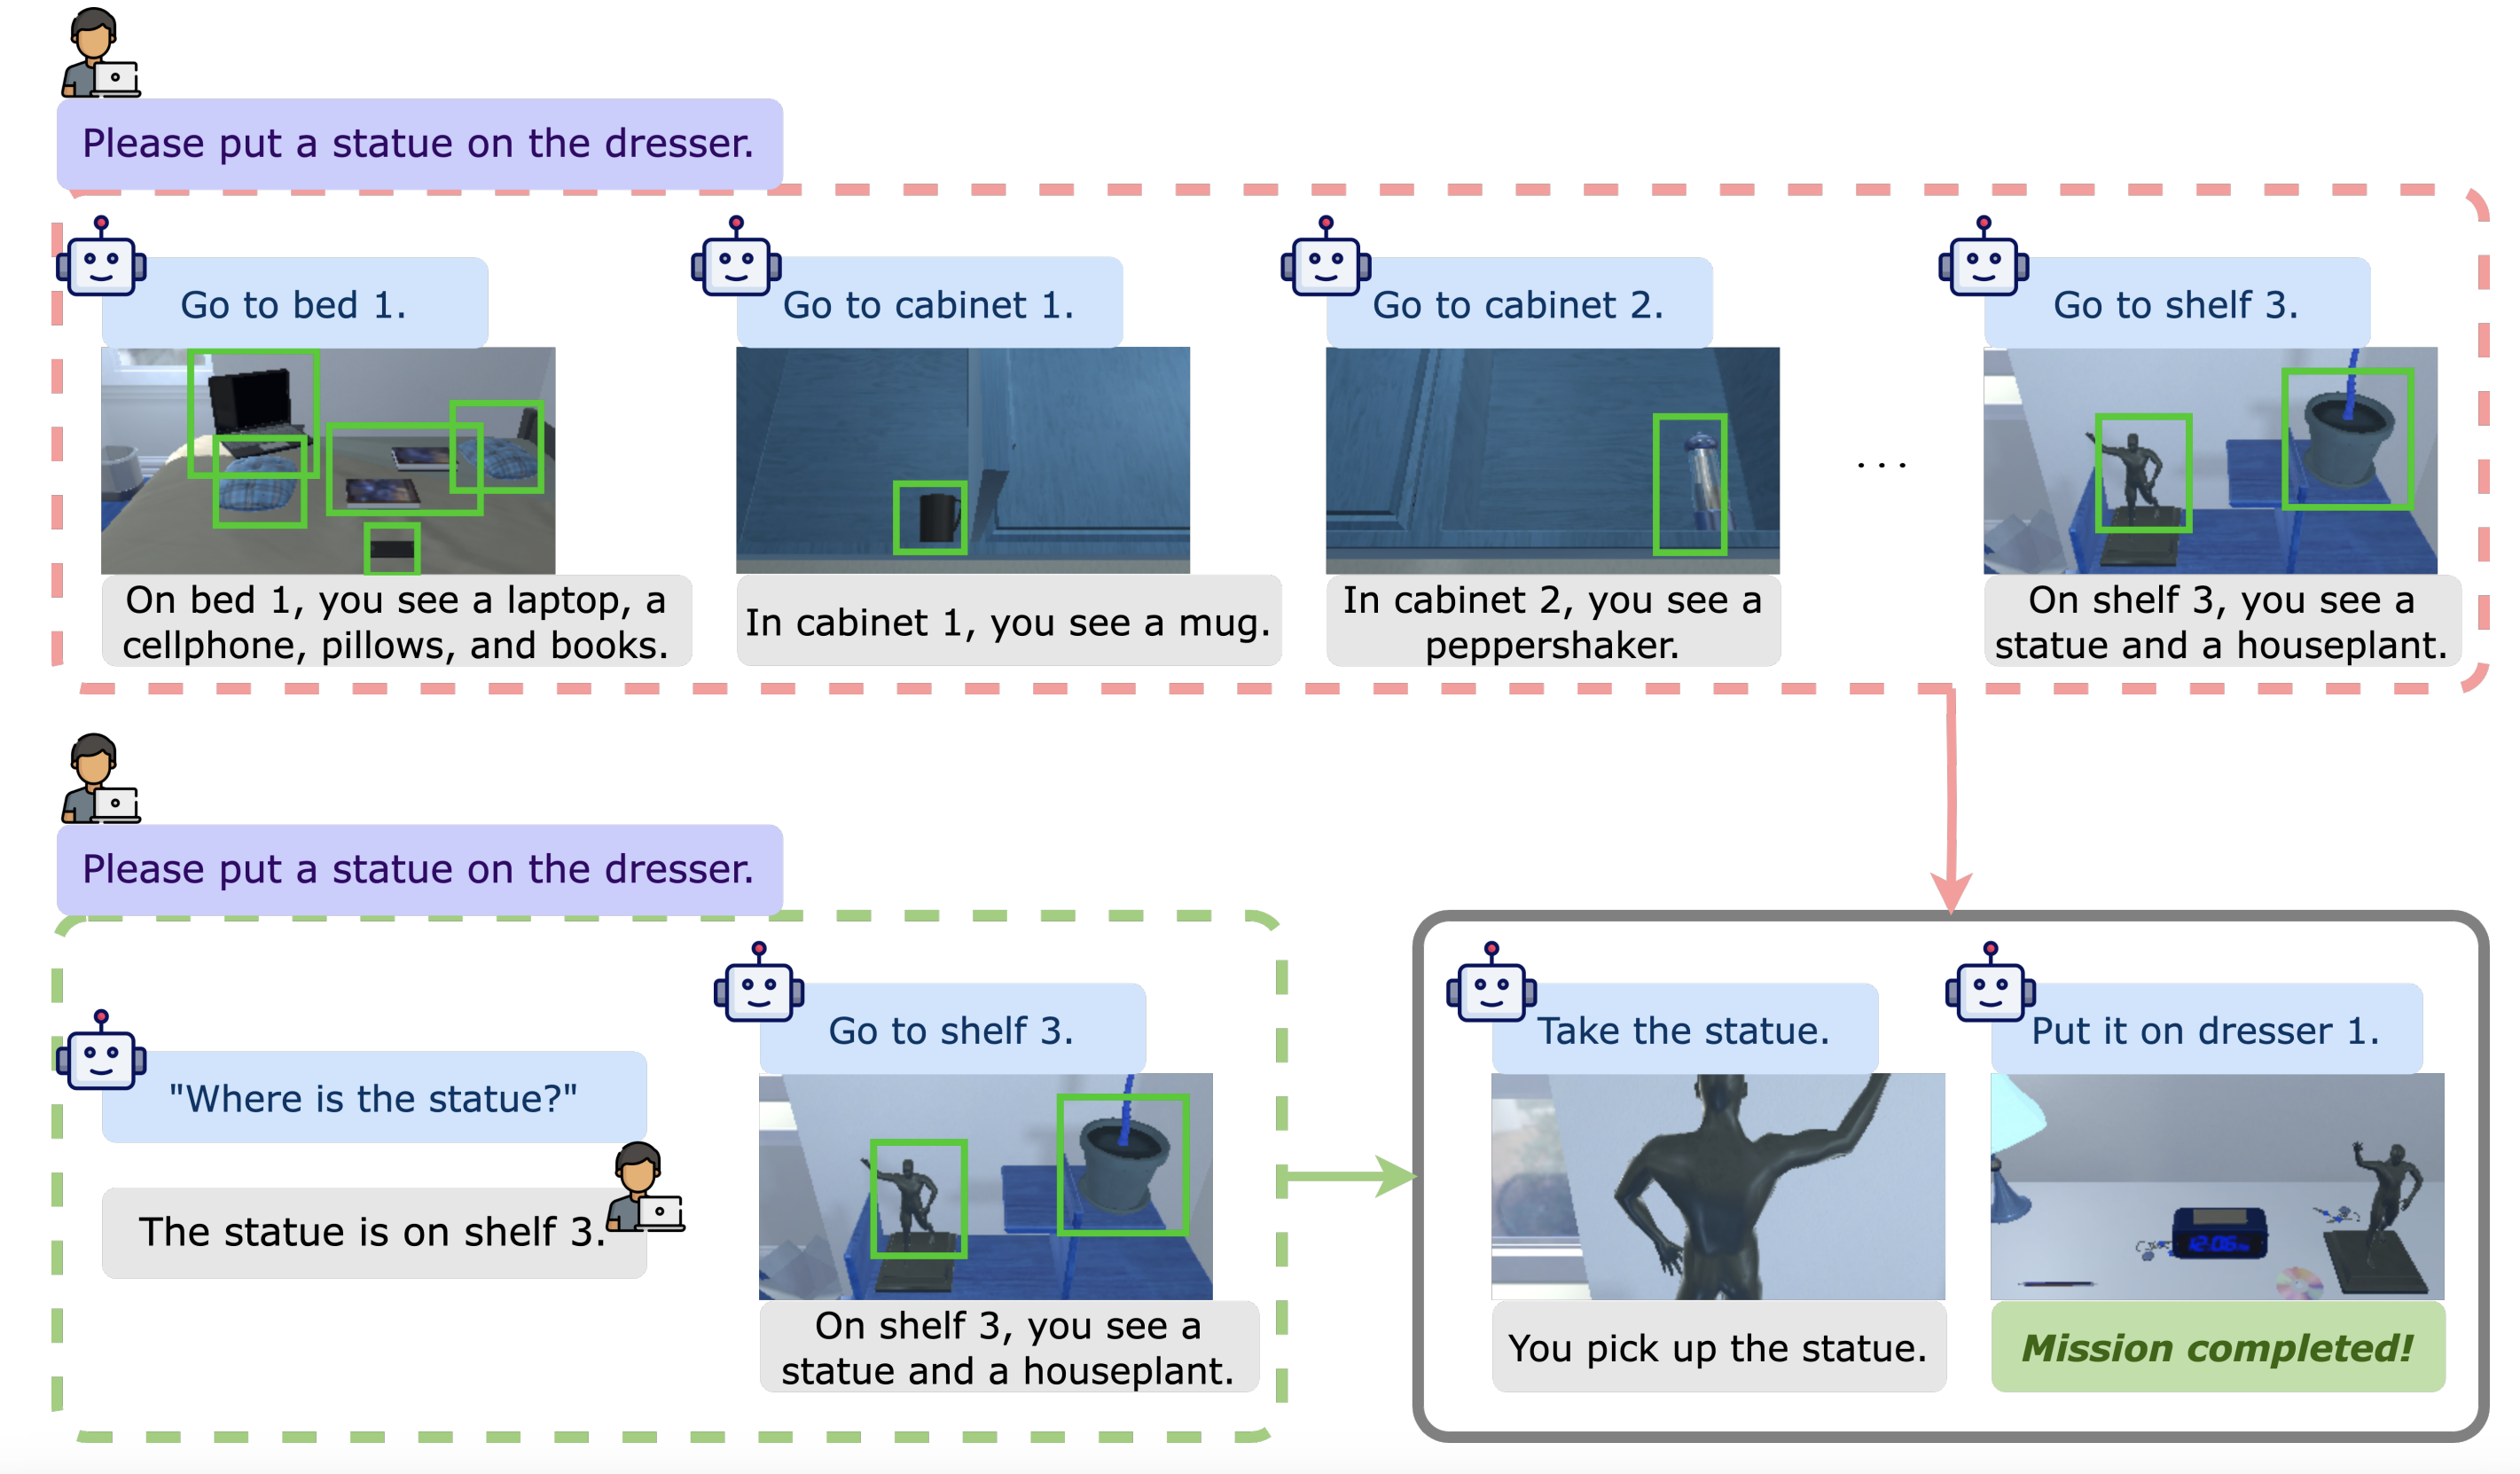 Please put a statue on the dresser.
Go to bed 1.
Go to cabinet 1.
Go to cabinet 2.
Go to shelf 3.
...
On bed 1, you see a laptop, a
cellphone, pillows, and books.
In cabinet 1, you see a mug.
In cabinet 2, you see a
peppershaker.
On shelf 3, you see a
statue and a houseplant.
Please put a statue on the dresser.
"Where is the statue?"
The statue is on shelf 3.
Go to shelf 3.
On shelf 3, you see a
statue and a houseplant.
Take the statue.
You pick up the statue.
Put it on dresser 1.
12:06
Mission completed!